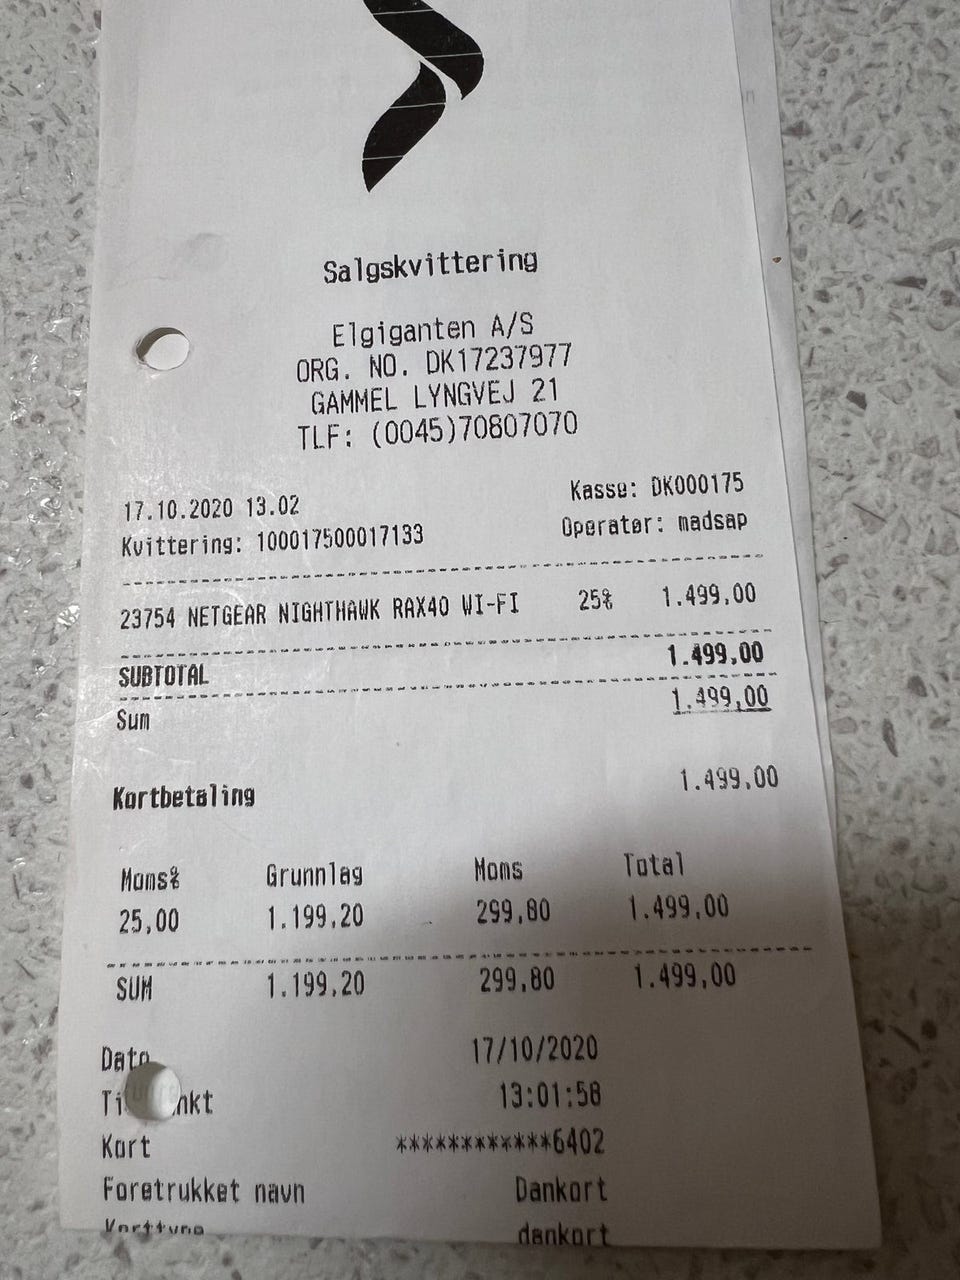 Salgskvittering
Elgiganten A/S
ORG. NO. DK17237977
GAMMEL LYNGVEJ 21
TLF: (0045)70807070
17.10.2020 13.02 Kasse: DK000175
Kvittering: 100017500017133 Operatør: madsap
23754 NETGEAR NIGHTHAWK RAX40 WI-FI 25% 1.499,00
SUBTOTAL 1.499,00
Sum 1.499,00
Kortbetaling 1.499,00
Moms% Grunnlag Moms Total
25,00 1.199,20 299,80 1.499,00
SUM 1.199,20 299,80 1.499,00
Dato 17/10/2020
13:01:58
Kort ************6402
Foretrukket navn Dankort
Korttype dankort